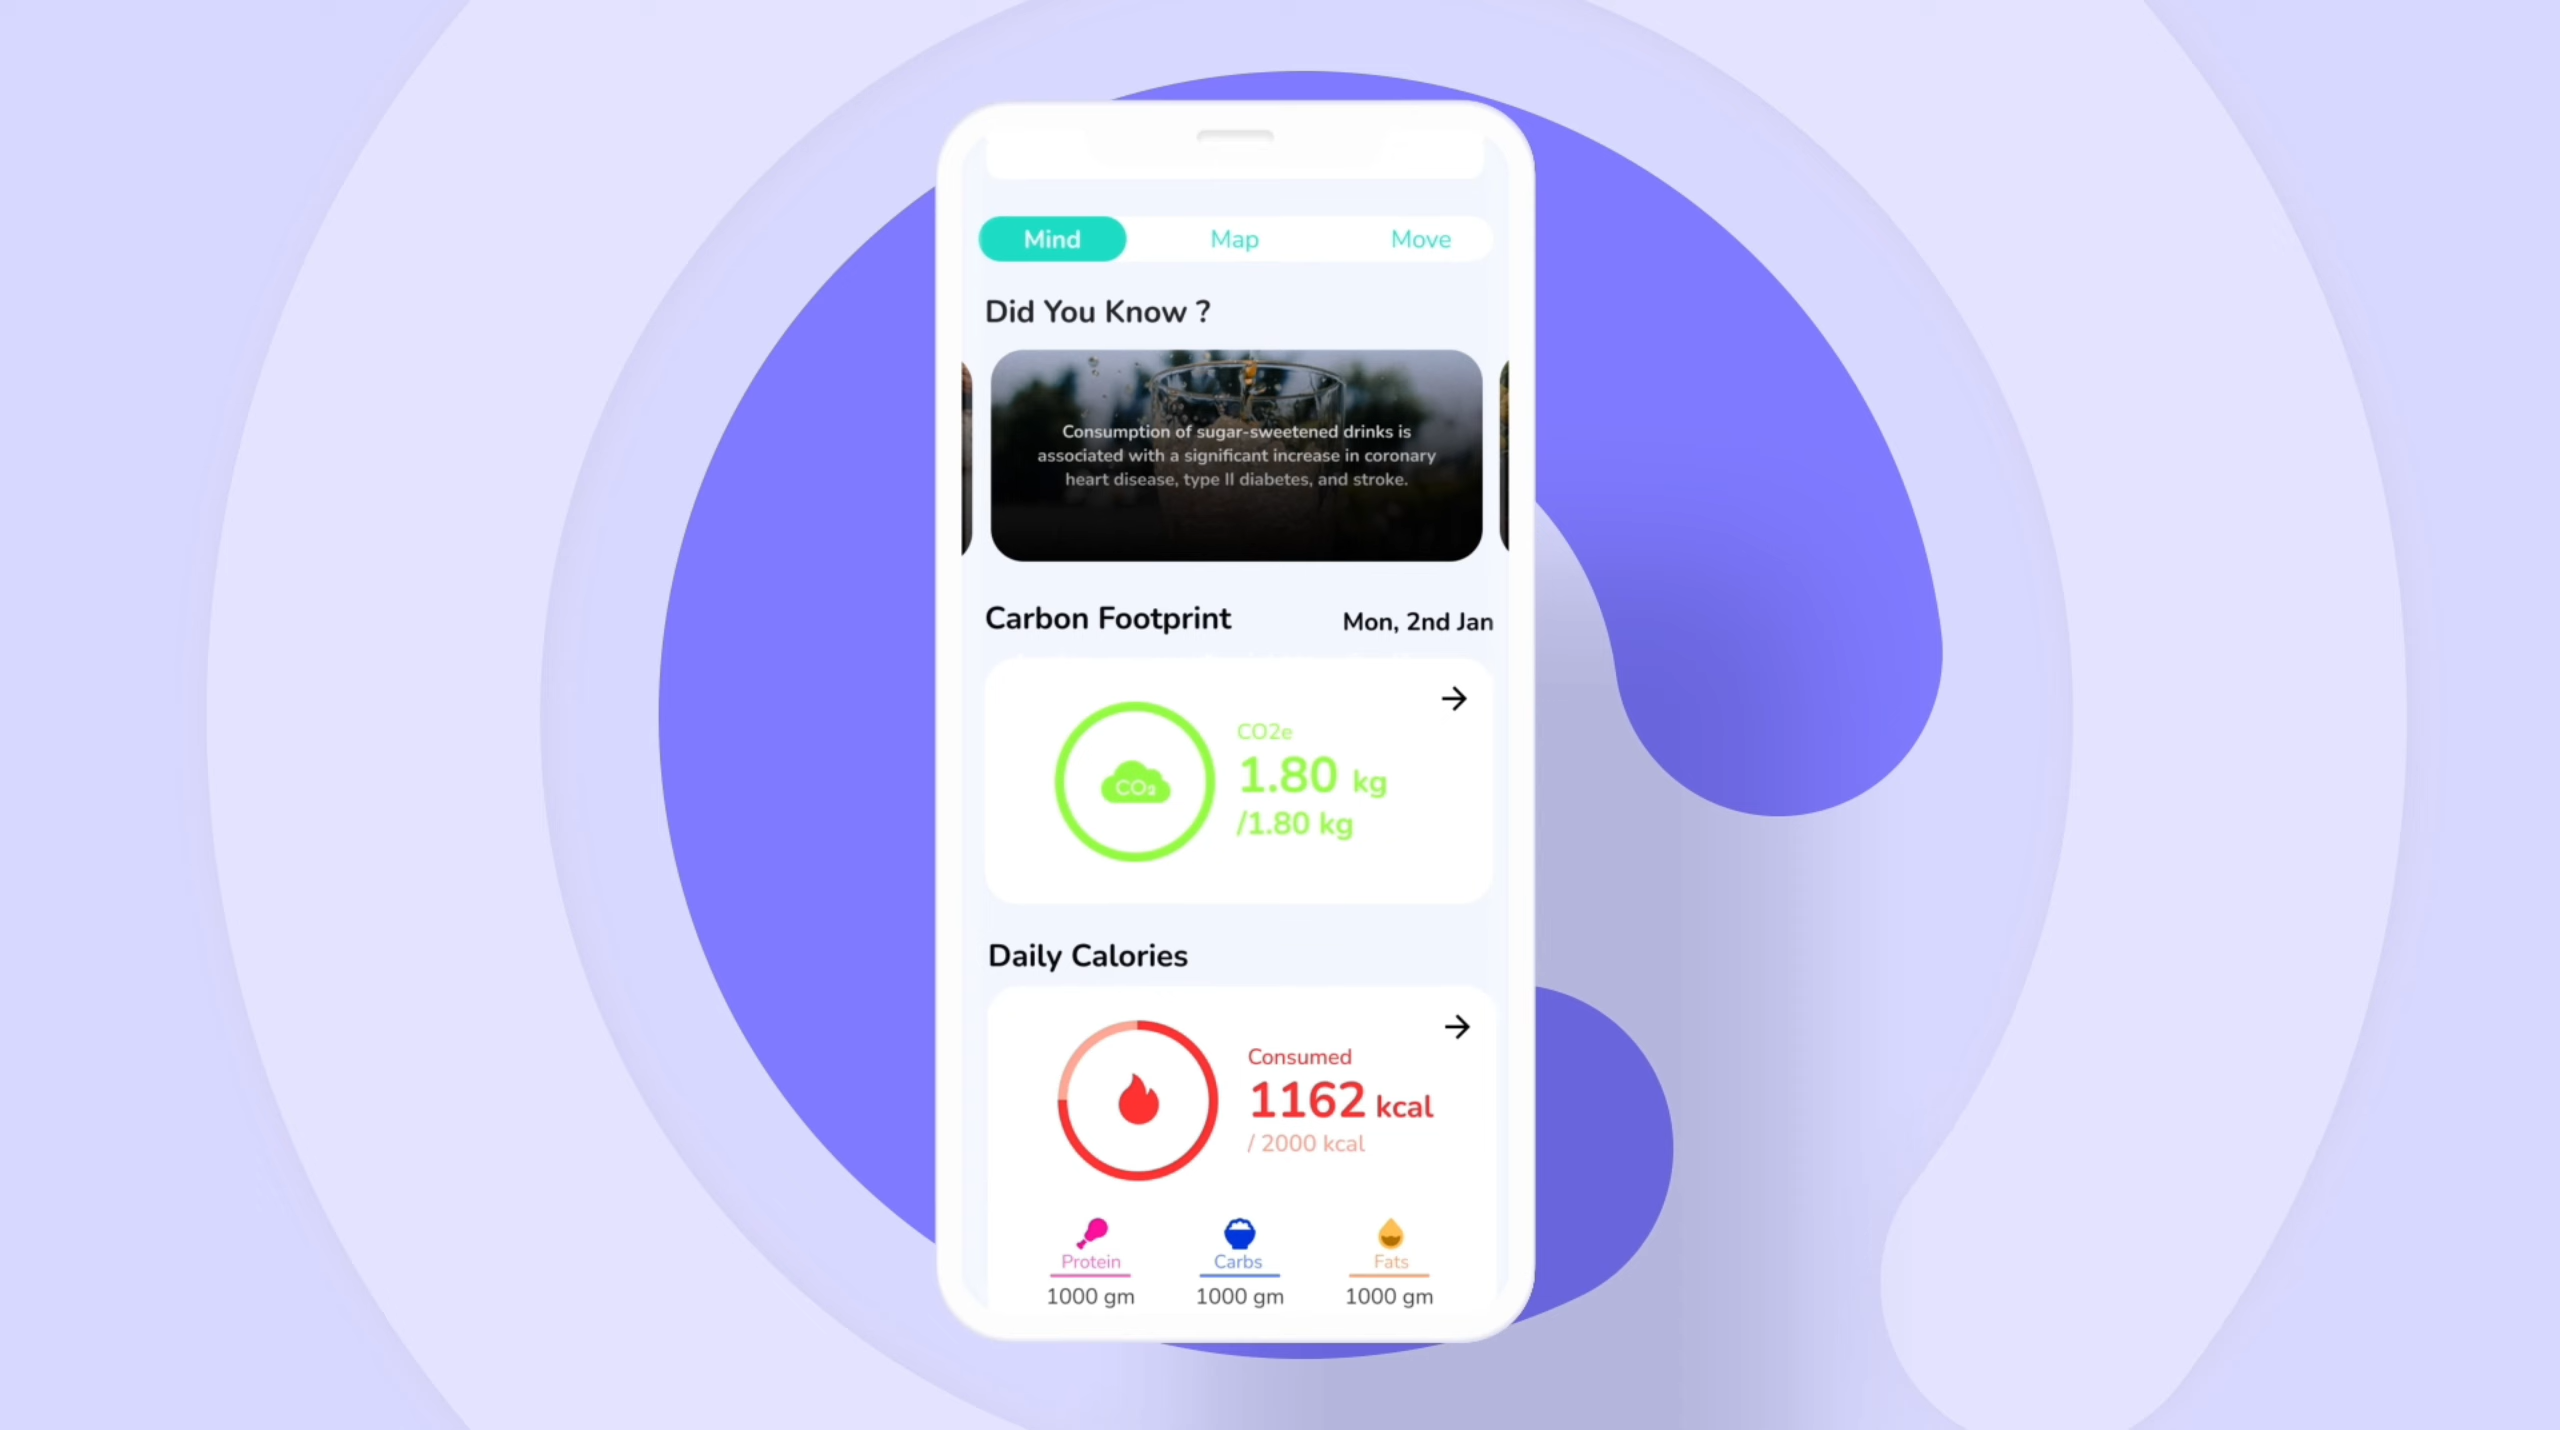 Mind
Map
Move
Did You Know ?
Consumption of sugar-sweetened drinks is
associated with a significant increase in coronary
heart disease, type II diabetes, and stroke.
Carbon Footprint
Mon, 2nd Jan
CO₂
CO2e
1.80 kg
/1.80 kg
Daily Calories
Consumed
1162 kcal
/ 2000 kcal
Protein
Carbs
Fats
1000 gm
1000 gm
1000 gm